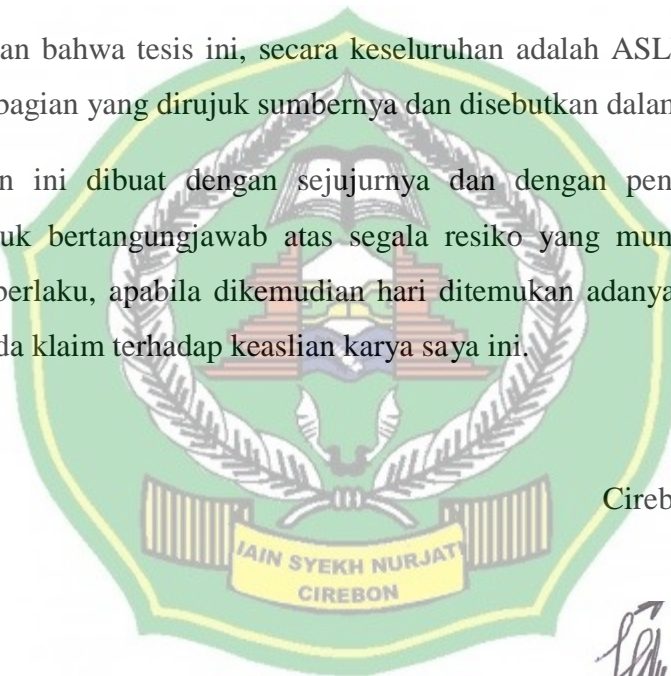 an bahwa tesis ini, secara keseluruhan adalah ASL
bagian yang dirujuk sumbernya dan disebutkan dalam
n ini dibuat dengan sejujurnya dan dengan pen
uk bertangungjawab atas segala resiko yang mun
berlaku, apabila dikemudian hari ditemukan adanya
da klaim terhadap keaslian karya saya ini.
Cireb
IAIN SYEKH NURJATI
CIREBON